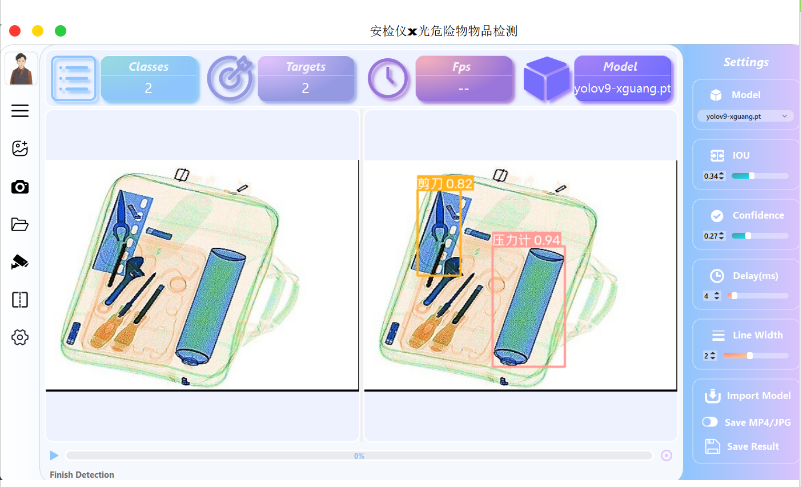 安检仪x光危险物物品检测
Classes
2
Targets
2
Fps
--
Model
yolov9-xguang.pt
Settings
Model
yolov9-xguang.pt
IOU
0.34
Confidence
0.27
Delay(ms)
4
Line Width
2
Import Model
Save MP4/JPG
Save Result
剪刀 0.82
压力计 0.94
0%
Finish Detection